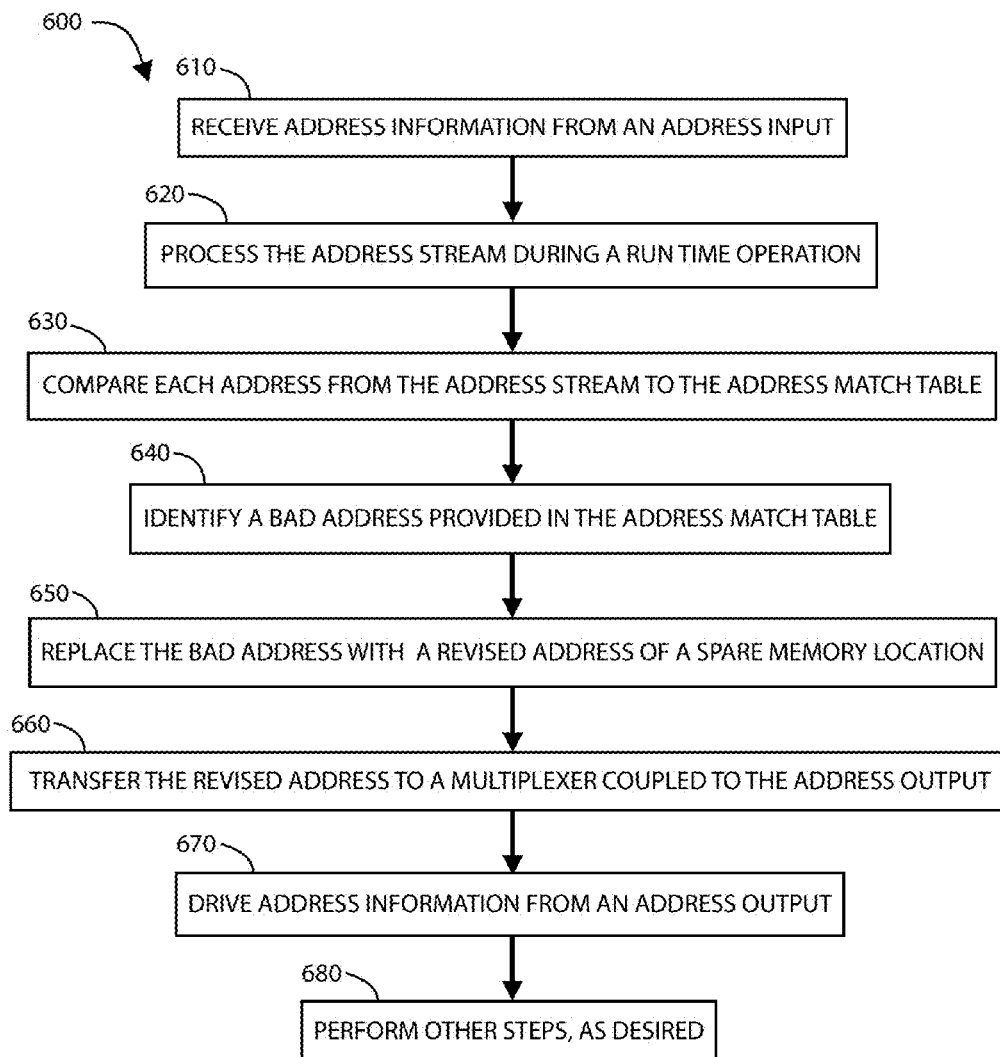 600
610
RECEIVE ADDRESS INFORMATION FROM AN ADDRESS INPUT
620
PROCESS THE ADDRESS STREAM DURING A RUN TIME OPERATION
630
COMPARE EACH ADDRESS FROM THE ADDRESS STREAM TO THE ADDRESS MATCH TABLE
640
IDENTIFY A BAD ADDRESS PROVIDED IN THE ADDRESS MATCH TABLE
650
REPLACE THE BAD ADDRESS WITH A REVISED ADDRESS OF A SPARE MEMORY LOCATION
660
TRANSFER THE REVISED ADDRESS TO A MULTIPLEXER COUPLED TO THE ADDRESS OUTPUT
670
DRIVE ADDRESS INFORMATION FROM AN ADDRESS OUTPUT
680
PERFORM OTHER STEPS, AS DESIRED